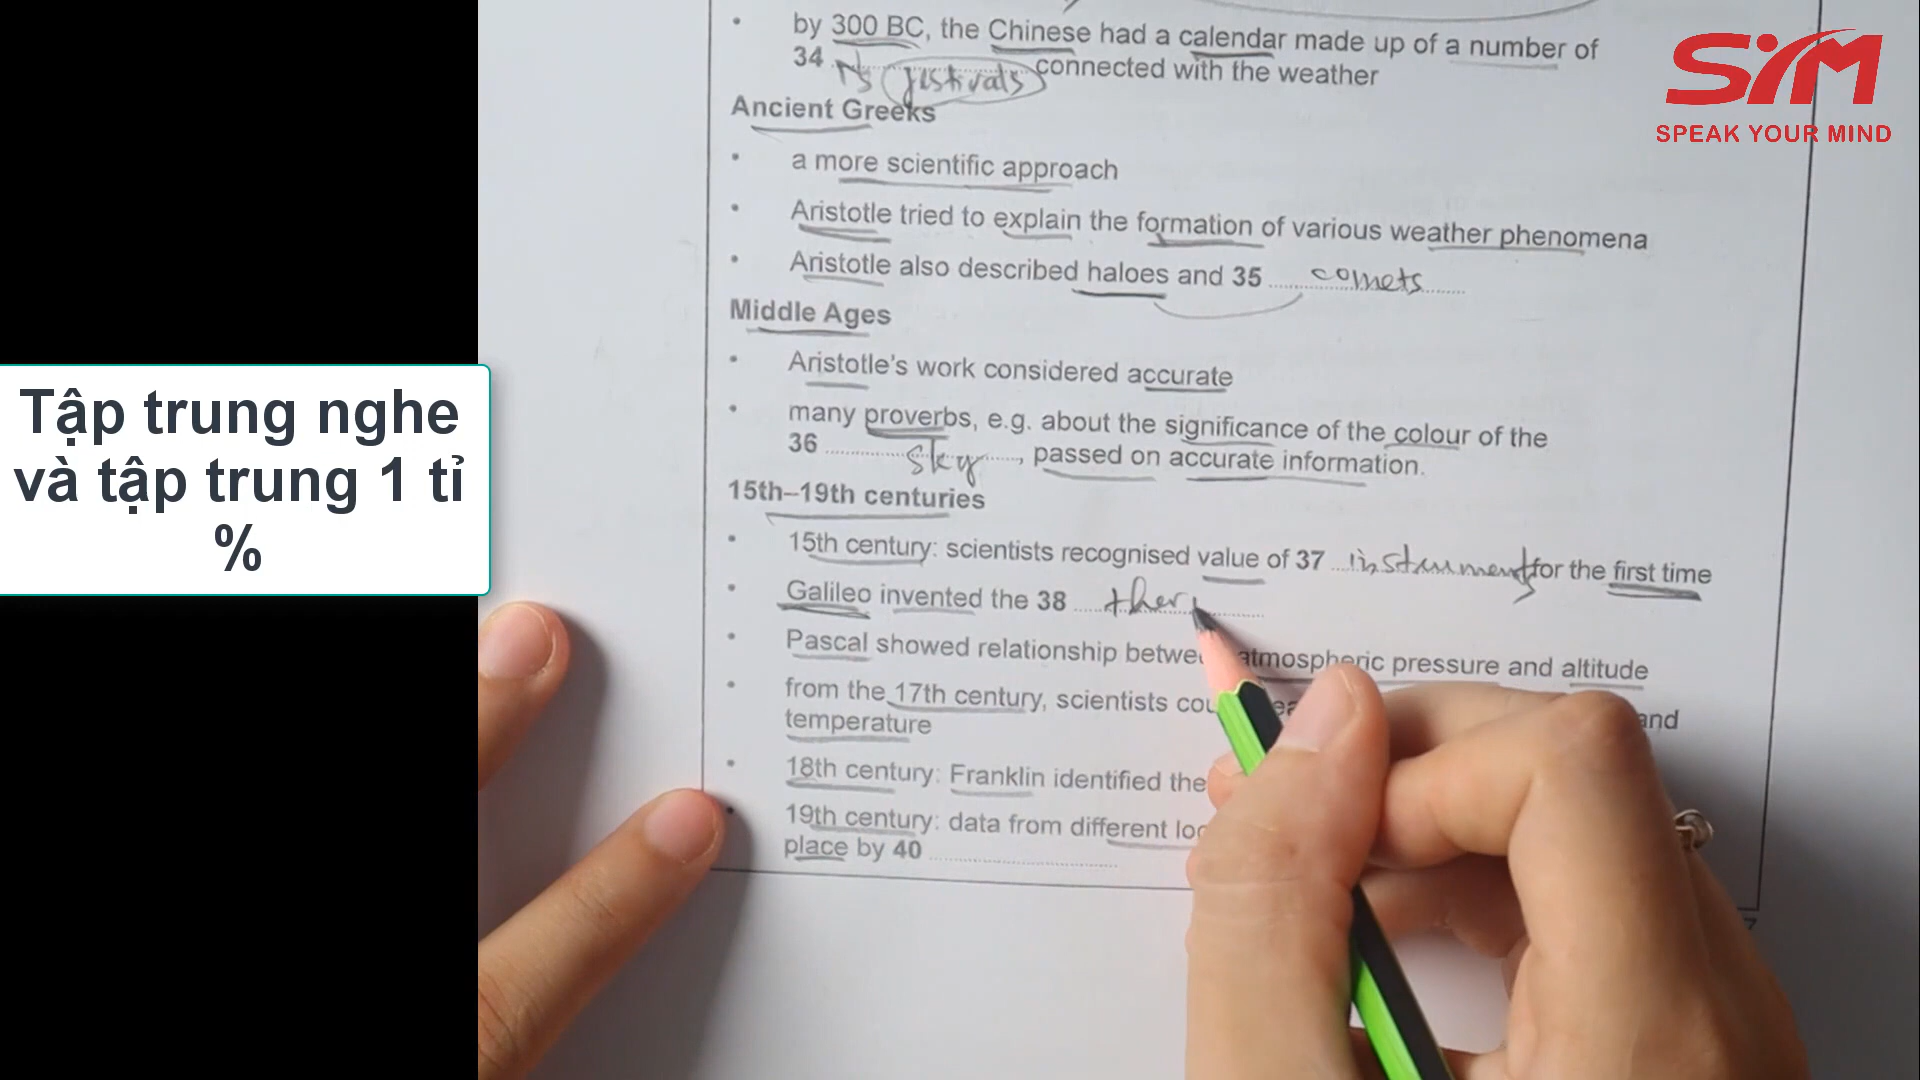 SIM
SPEAK YOUR MIND
• by 300 BC, the Chinese had a calendar made up of a number of
34 Ns festivals connected with the weather
Ancient Greeks
• a more scientific approach
• Aristotle tried to explain the formation of various weather phenomena
• Aristotle also described haloes and 35 comets
Middle Ages
• Aristotle's work considered accurate
• many proverbs, e.g. about the significance of the colour of the
36 sky, passed on accurate information.
15th–19th centuries
• 15th century: scientists recognised value of 37 instruments for the first time
• Galileo invented the 38 ther
• Pascal showed relationship between atmospheric pressure and altitude
• from the 17th century, scientists and
temperature
• 18th century: Franklin identified the
• 19th century: data from different
place by 40
7
Tập trung nghe
và tập trung 1 tỉ
%